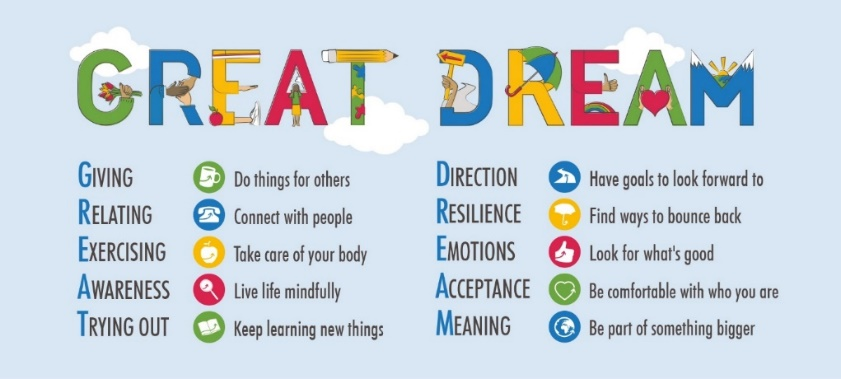 GREAT DREAM
GIVING Do things for others
RELATING Connect with people
EXERCISING Take care of your body
AWARENESS Live life mindfully
TRYING OUT Keep learning new things
DIRECTION Have goals to look forward to
RESILIENCE Find ways to bounce back
EMOTIONS Look for what's good
ACCEPTANCE Be comfortable with who you are
MEANING Be part of something bigger